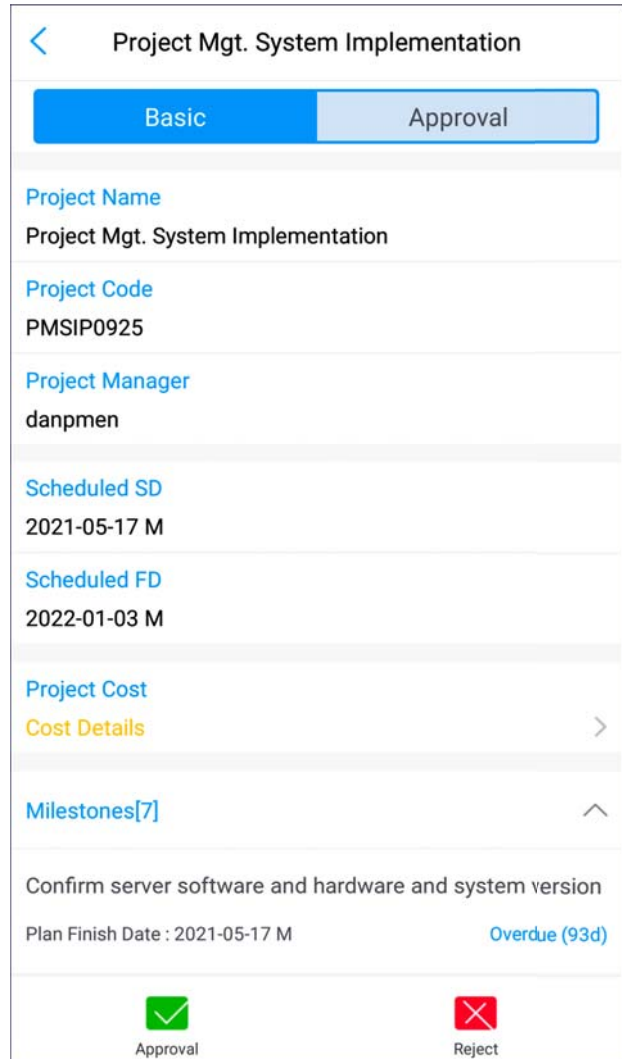 Project Mgt. System Implementation
Basic Approval
Project Name
Project Mgt. System Implementation
Project Code
PMSIP0925
Project Manager
danpmen
Scheduled SD
2021-05-17 M
Scheduled FD
2022-01-03 M
Project Cost
Cost Details
Milestones[7]
Confirm server software and hardware and system version
Plan Finish Date : 2021-05-17 M Overdue (93d)
Approval Reject